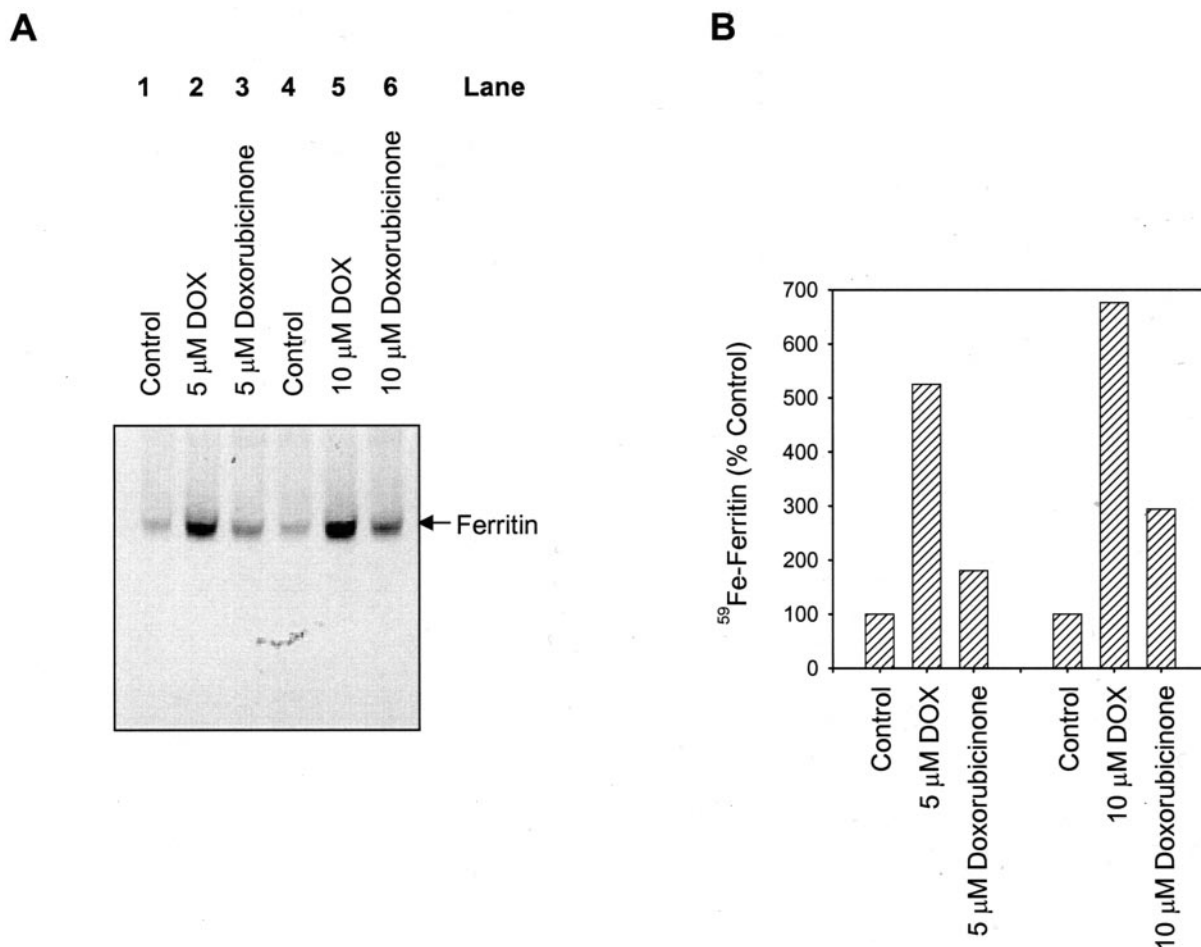 A
1 2 3 4 5 6 Lane
Control
5 μM DOX
5 μM Doxorubicinone
Control
10 μM DOX
10 μM Doxorubicinone
Ferritin
B
⁵⁹Fe-Ferritin (% Control)
700
600
500
400
300
200
100
0
Control
5 μM DOX
5 μM Doxorubicinone
Control
10 μM DOX
10 μM Doxorubicinone